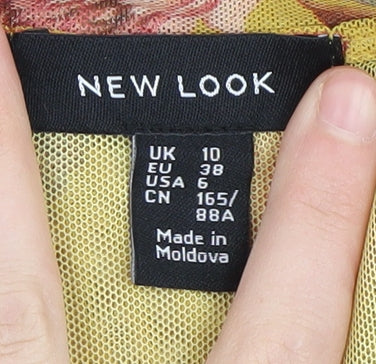 NEW LOOK
UK 10
EU 38
USA 6
CN 165/
88A
Made in
Moldova